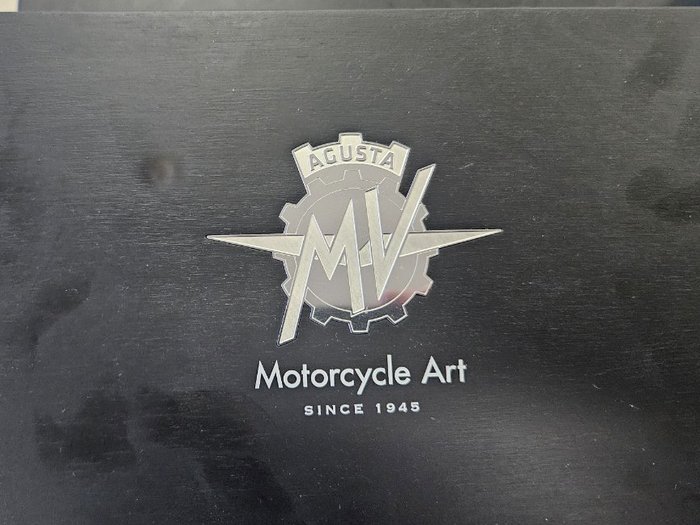 AGUSTA
MV
Motorcycle Art
SINCE 1945